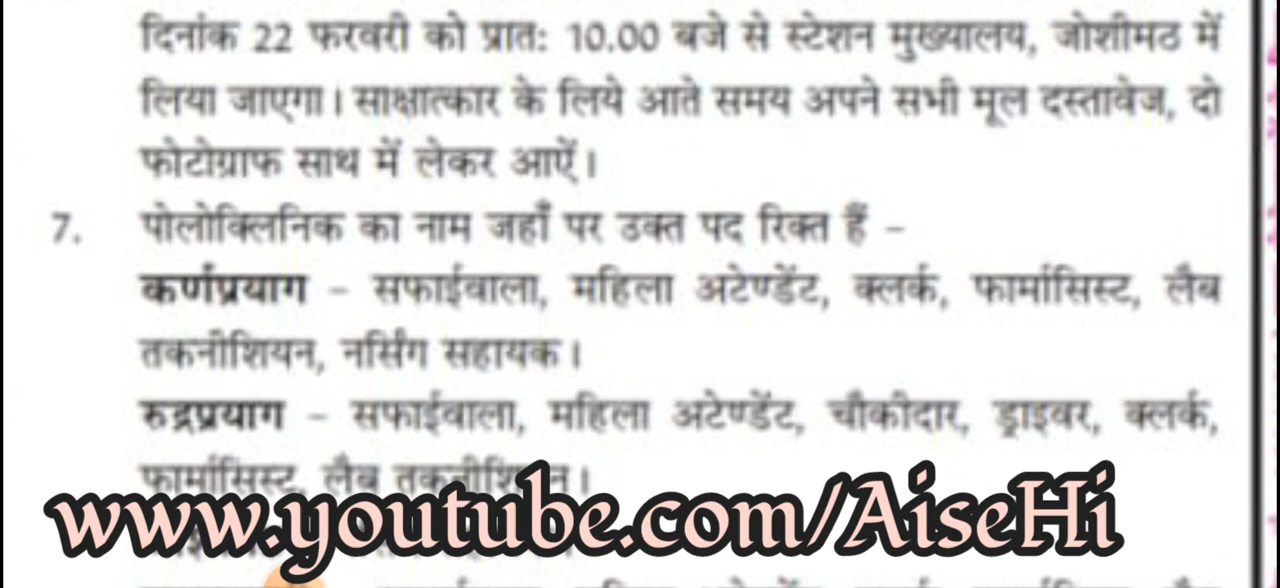 दिनांक 22 फरवरी को प्रात: 10.00 बजे से स्टेशन मुख्यालय, जोशीमठ में
लिया जाएगा। साक्षात्कार के लिये आते समय अपने सभी मूल दस्तावेज, दो
फोटोग्राफ साथ में लेकर आऐं।
7. पोलोक्लिनिक का नाम जहाँ पर उक्त पद रिक्त हैं -
कर्णप्रयाग - सफाईवाला, महिला अटेण्डेंट, क्लर्क, फार्मासिस्ट, लैब
तकनीशियन, नर्सिंग सहायक।
रुद्रप्रयाग - सफाईवाला, महिला अटेण्डेंट, चौकीदार, ड्राइवर, क्लर्क,
फार्मासिस्ट, लैब तकनीशियन।
www.youtube.com/AiseHi